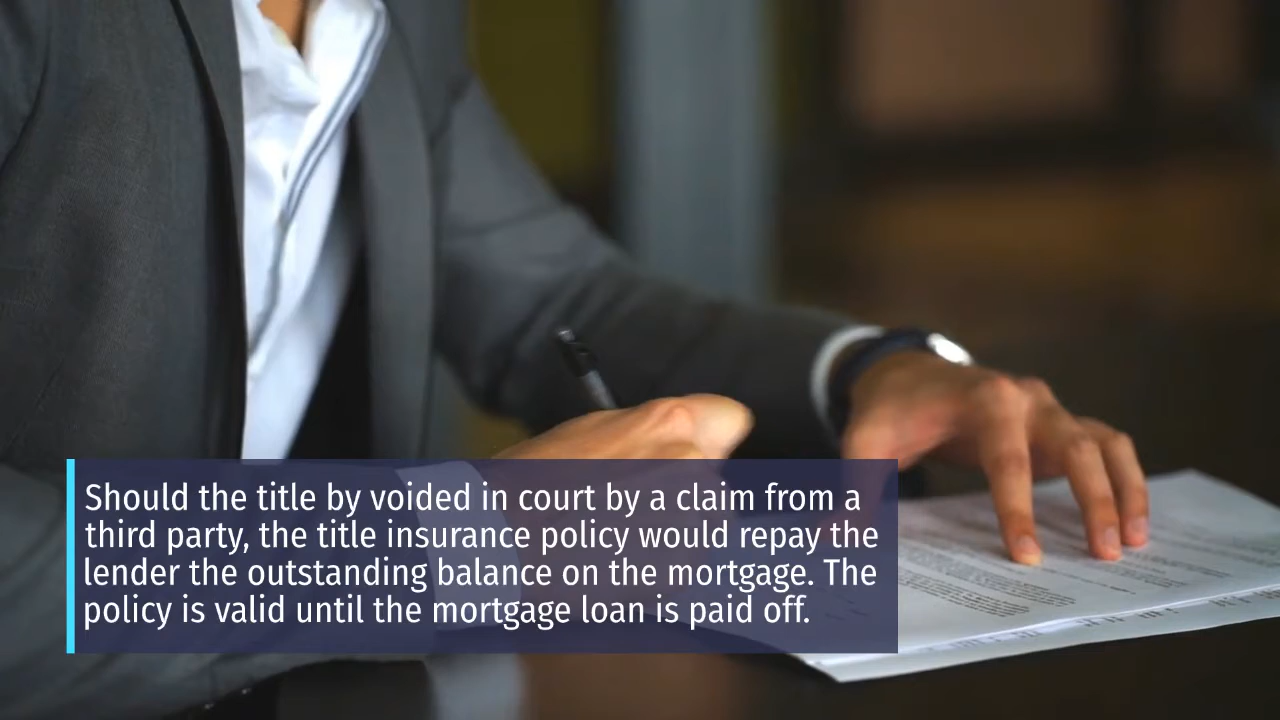 Should the title by voided in court by a claim from a
third party, the title insurance policy would repay the
lender the outstanding balance on the mortgage. The
policy is valid until the mortgage loan is paid off.